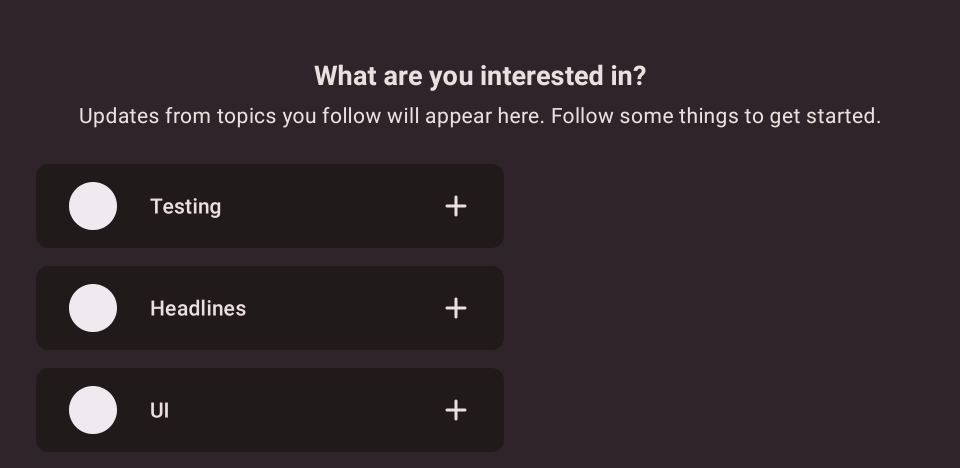 What are you interested in?
Updates from topics you follow will appear here. Follow some things to get started.
Testing
Headlines
UI